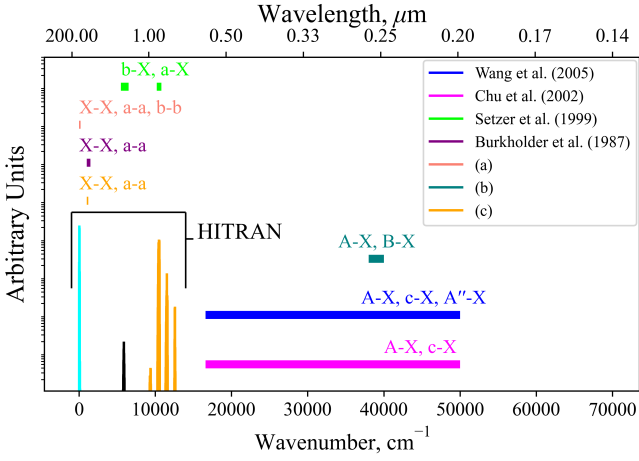 Wavelength, μm
200.00 1.00 0.50 0.33 0.25 0.20 0.17 0.14
b-X, a-X
X-X, a-a, b-b
X-X, a-a
X-X, a-a
HITRAN
A-X, B-X
A-X, c-X, A′′-X
A-X, c-X
Wang et al. (2005)
Chu et al. (2002)
Setzer et al. (1999)
Burkholder et al. (1987)
(a)
(b)
(c)
Arbitrary Units
0 10000 20000 30000 40000 50000 60000 70000
Wavenumber, cm⁻¹